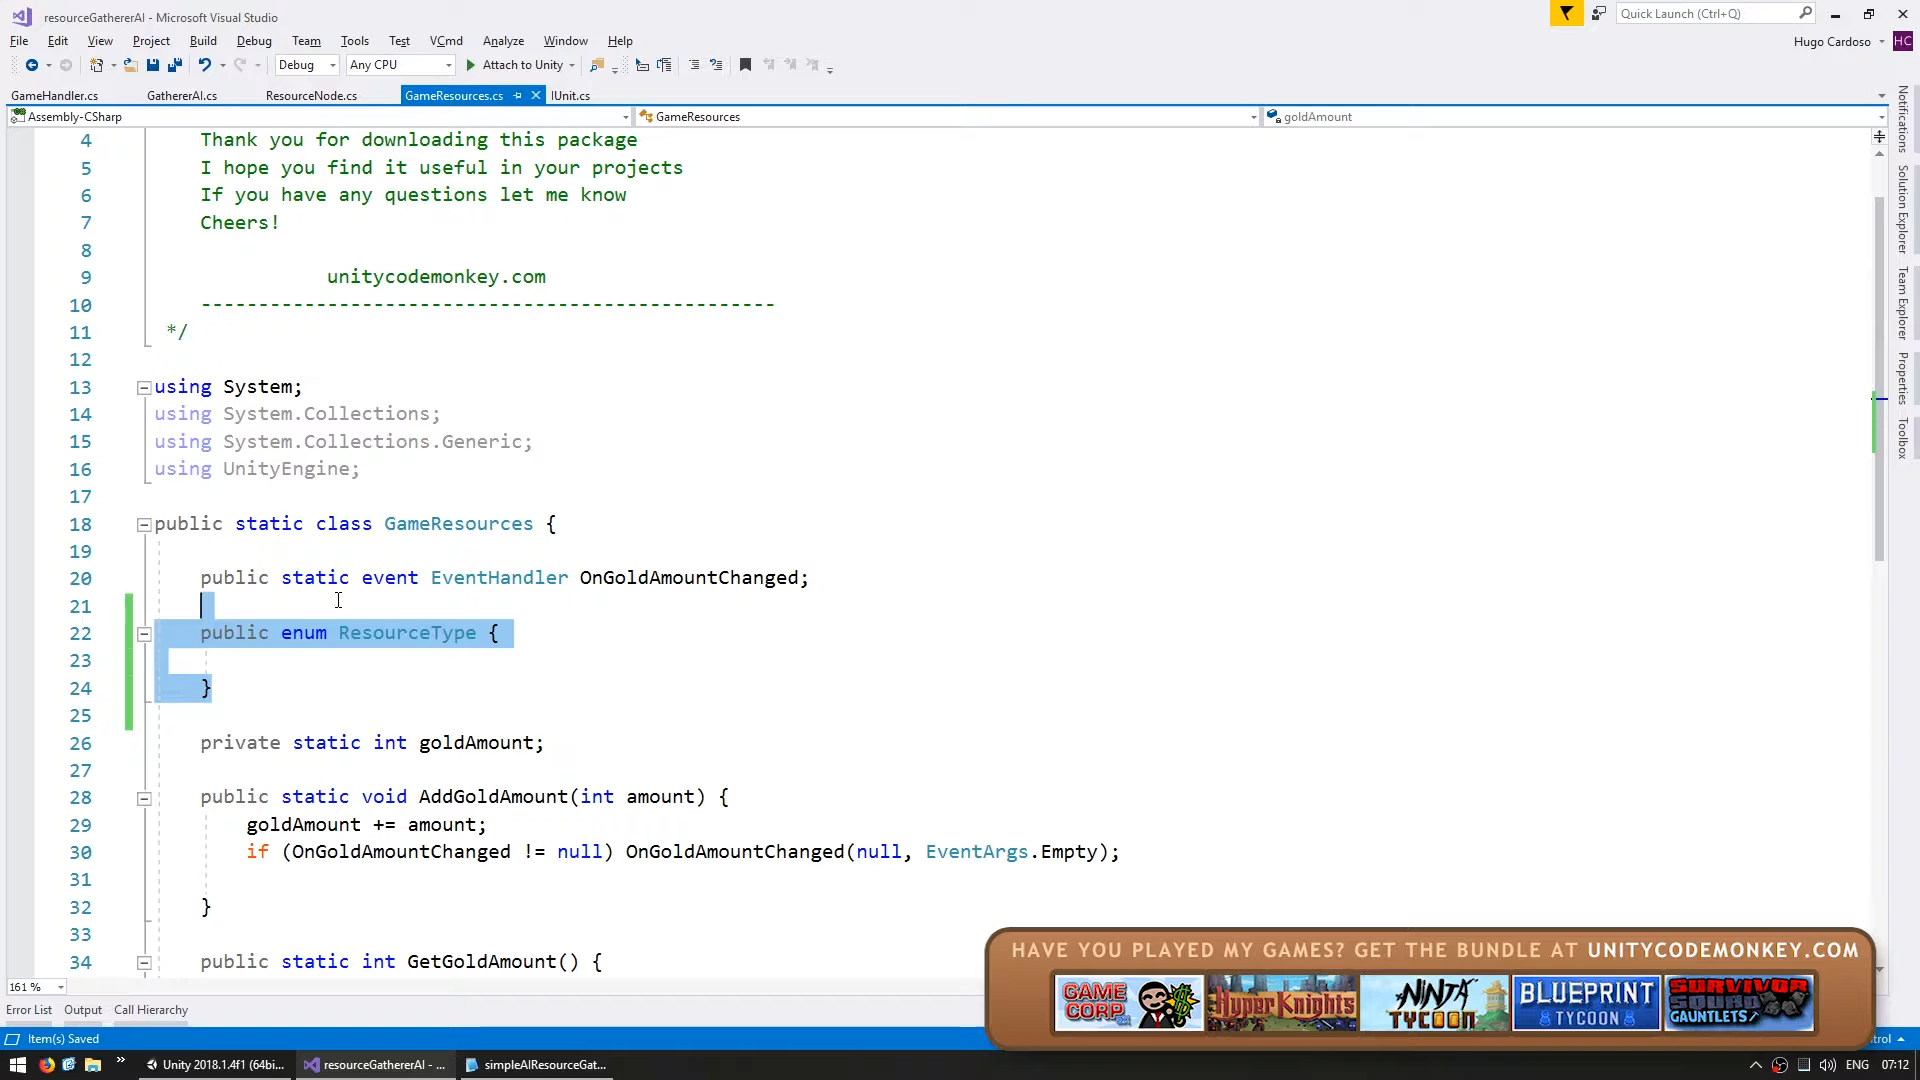 resourceGathererAI - Microsoft Visual Studio
Quick Launch (Ctrl+Q)
File Edit View Project Build Debug Team Tools Test VCmd Analyze Window Help
Hugo Cardoso HC
Debug Any CPU Attach to Unity
GameHandler.cs GathererAI.cs ResourceNode.cs GameResources.cs IUnit.cs
Assembly-CSharp GameResources goldAmount
4 Thank you for downloading this package
5 I hope you find it useful in your projects
6 If you have any questions let me know
7 Cheers!
8
9 unitycodemonkey.com
10 --------------------------------------------------
11 */
12
13 using System;
14 using System.Collections;
15 using System.Collections.Generic;
16 using UnityEngine;
17
18 public static class GameResources {
19
20 public static event EventHandler OnGoldAmountChanged;
21
22 public enum ResourceType {
23
24 }
25
26 private static int goldAmount;
27
28 public static void AddGoldAmount(int amount) {
29 goldAmount += amount;
30 if (OnGoldAmountChanged != null) OnGoldAmountChanged(null, EventArgs.Empty);
31
32 }
33
34 public static int GetGoldAmount() {
Notifications
Solution Explorer
Team Explorer
Properties
Toolbox
161 %
Error List Output Call Hierarchy
Item(s) Saved
HAVE YOU PLAYED MY GAMES? GET THE BUNDLE AT UNITYCODEMONKEY.COM
GAME CORP HYPER KNIGHTS NINJA TYCOON BLUEPRINT TYCOON SURVIVOR SQUAD GAUNTLETS
Unity 2018.1.4f1 (64bi... resourceGathererAI - ... simpleAIResourceGat...
ENG 07:12